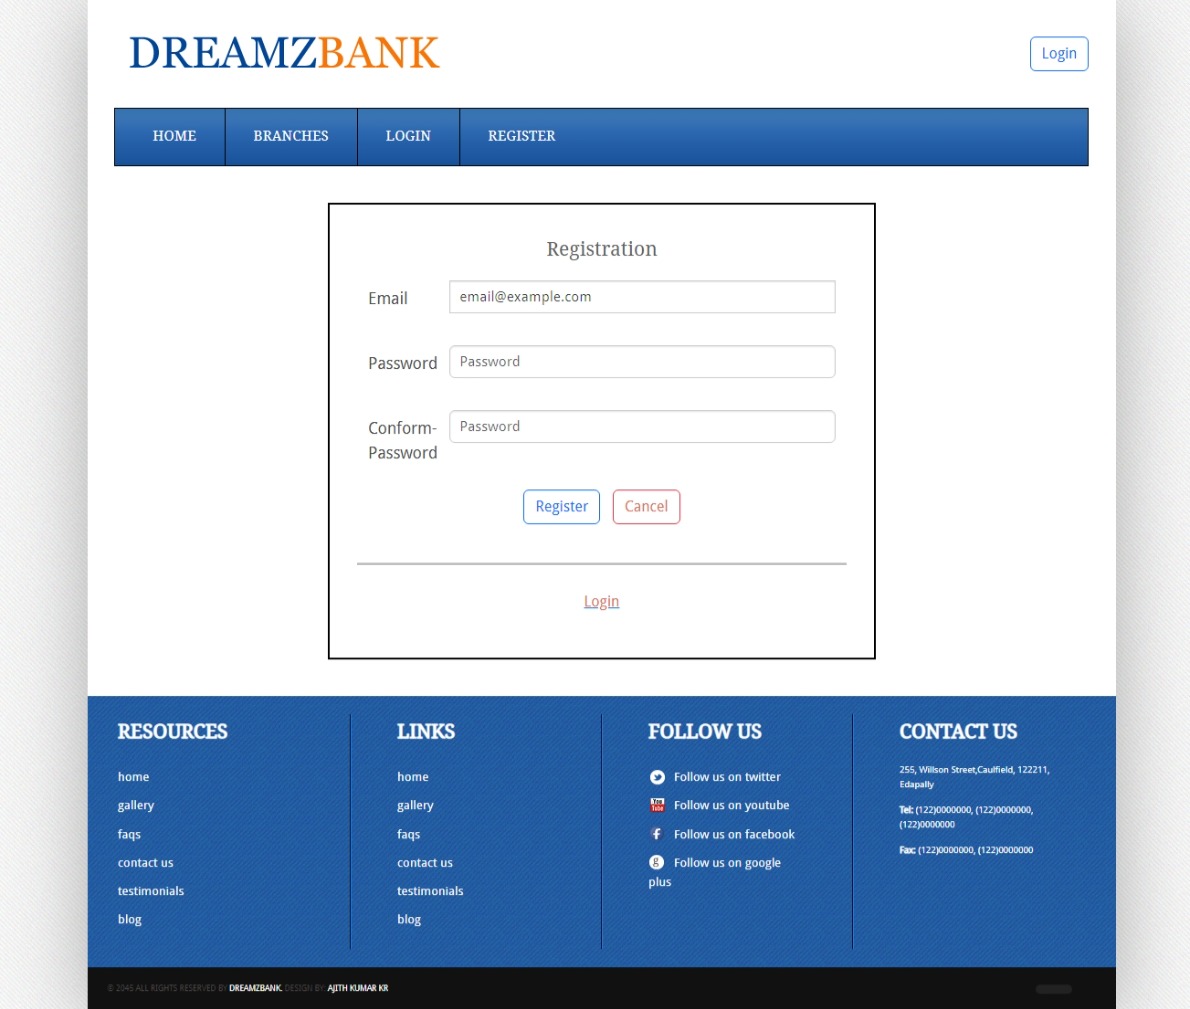 DREAMZBANK
Login
HOME
BRANCHES
LOGIN
REGISTER
Registration
Email
email@example.com
Password
Password
Conform-
Password
Password
Register
Cancel
Login
RESOURCES
home
gallery
faqs
contact us
testimonials
blog
LINKS
home
gallery
faqs
contact us
testimonials
blog
FOLLOW US
Follow us on twitter
You
Tube
Follow us on youtube
f
Follow us on facebook
g
Follow us on google
plus
CONTACT US
255, Willson Street,Caulfield, 122211,
Edapally
Tel: (122)0000000, (122)0000000,
(122)0000000
Fax: (122)0000000, (122)0000000
© 2045 ALL RIGHTS RESERVED BY DREAMZBANK. DESIGN BY: AJITH KUMAR KR